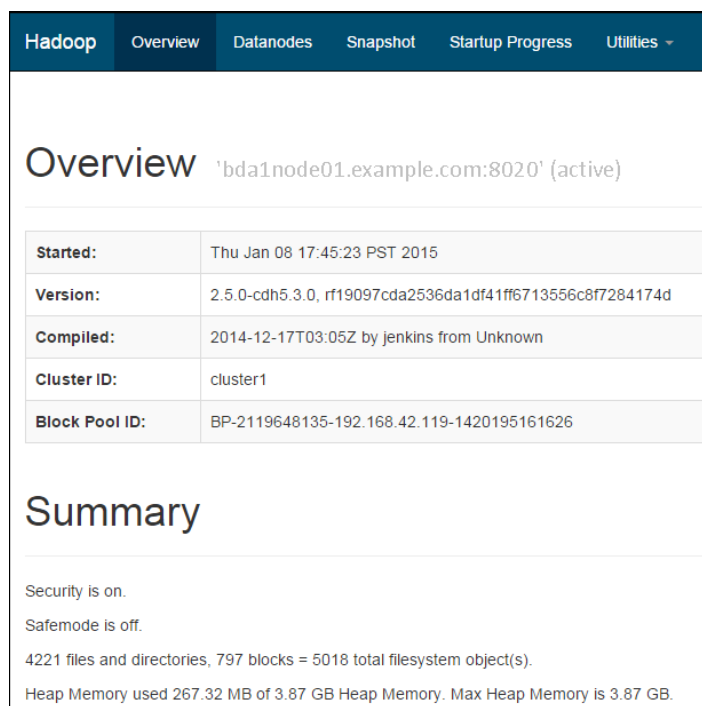 Hadoop Overview Datanodes Snapshot Startup Progress Utilities
Overview 'bda1node01.example.com:8020' (active)
Started: Thu Jan 08 17:45:23 PST 2015
Version: 2.5.0-cdh5.3.0, rf19097cda2536da1df41ff6713556c8f7284174d
Compiled: 2014-12-17T03:05Z by jenkins from Unknown
Cluster ID: cluster1
Block Pool ID: BP-2119648135-192.168.42.119-1420195161626
Summary
Security is on.
Safemode is off.
4221 files and directories, 797 blocks = 5018 total filesystem object(s).
Heap Memory used 267.32 MB of 3.87 GB Heap Memory. Max Heap Memory is 3.87 GB.